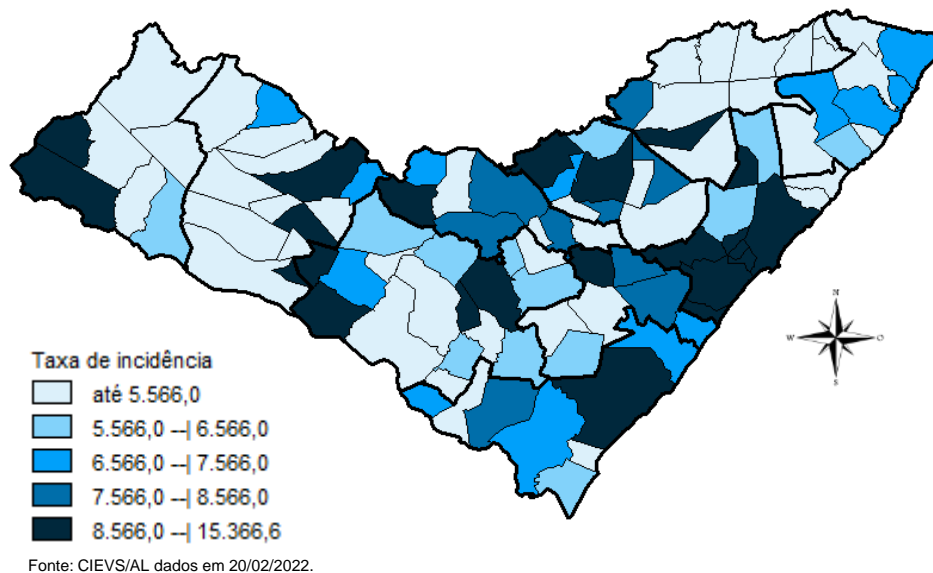 N
W
O
S
Taxa de incidência
até 5.566,0
5.566,0 --| 6.566,0
6.566,0 --| 7.566,0
7.566,0 --| 8.566,0
8.566,0 --| 15.366,6
Fonte: CIEVS/AL dados em 20/02/2022.